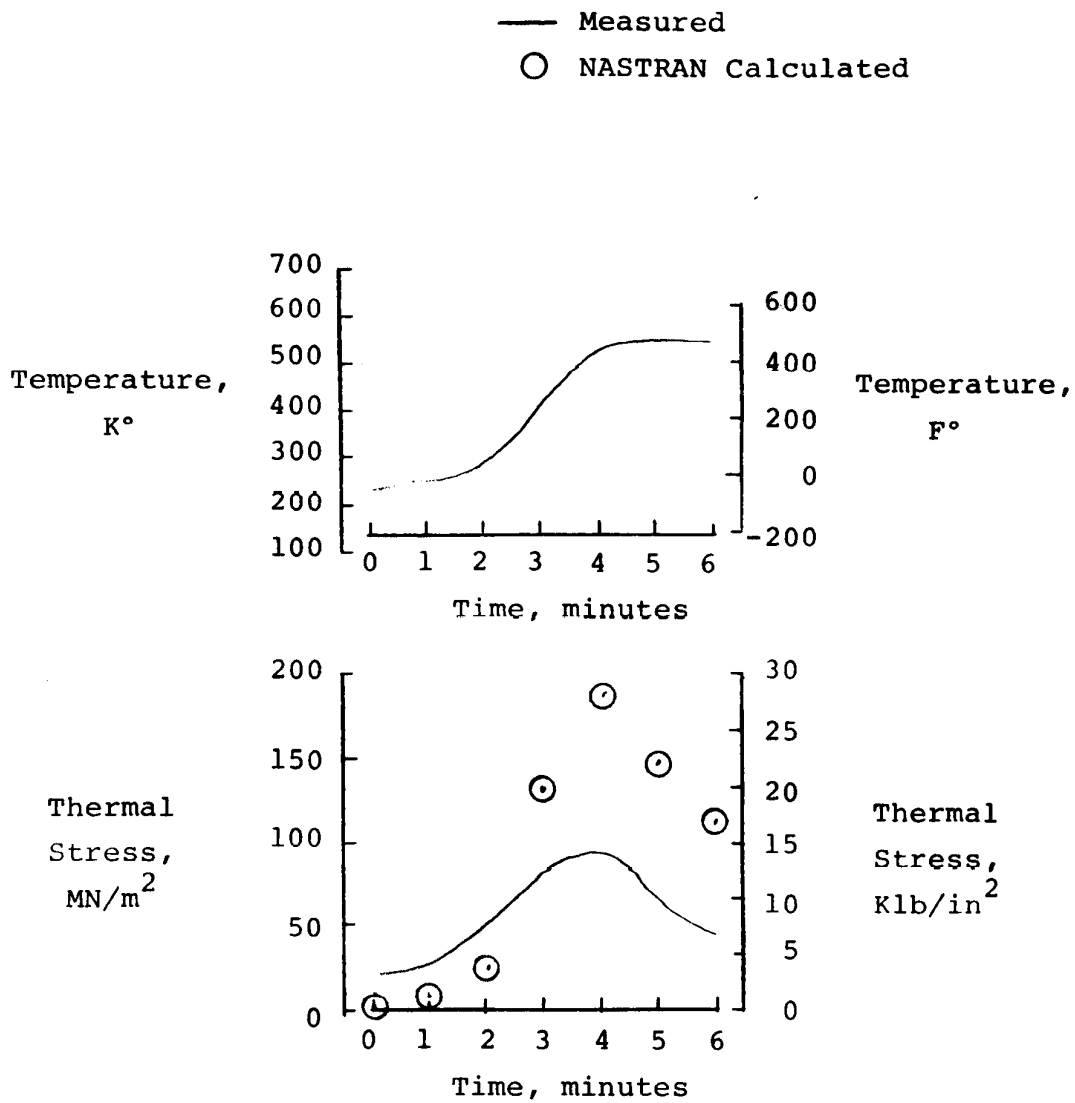 Measured
NASTRAN Calculated
700
600
500
400
300
200
100
Temperature,
K°
600
400
200
0
-200
Temperature,
F°
0 1 2 3 4 5 6
Time, minutes
200
150
100
50
0
Thermal
Stress,
MN/m²
30
25
20
15
10
5
0
Thermal
Stress,
Klb/in²
0 1 2 3 4 5 6
Time, minutes